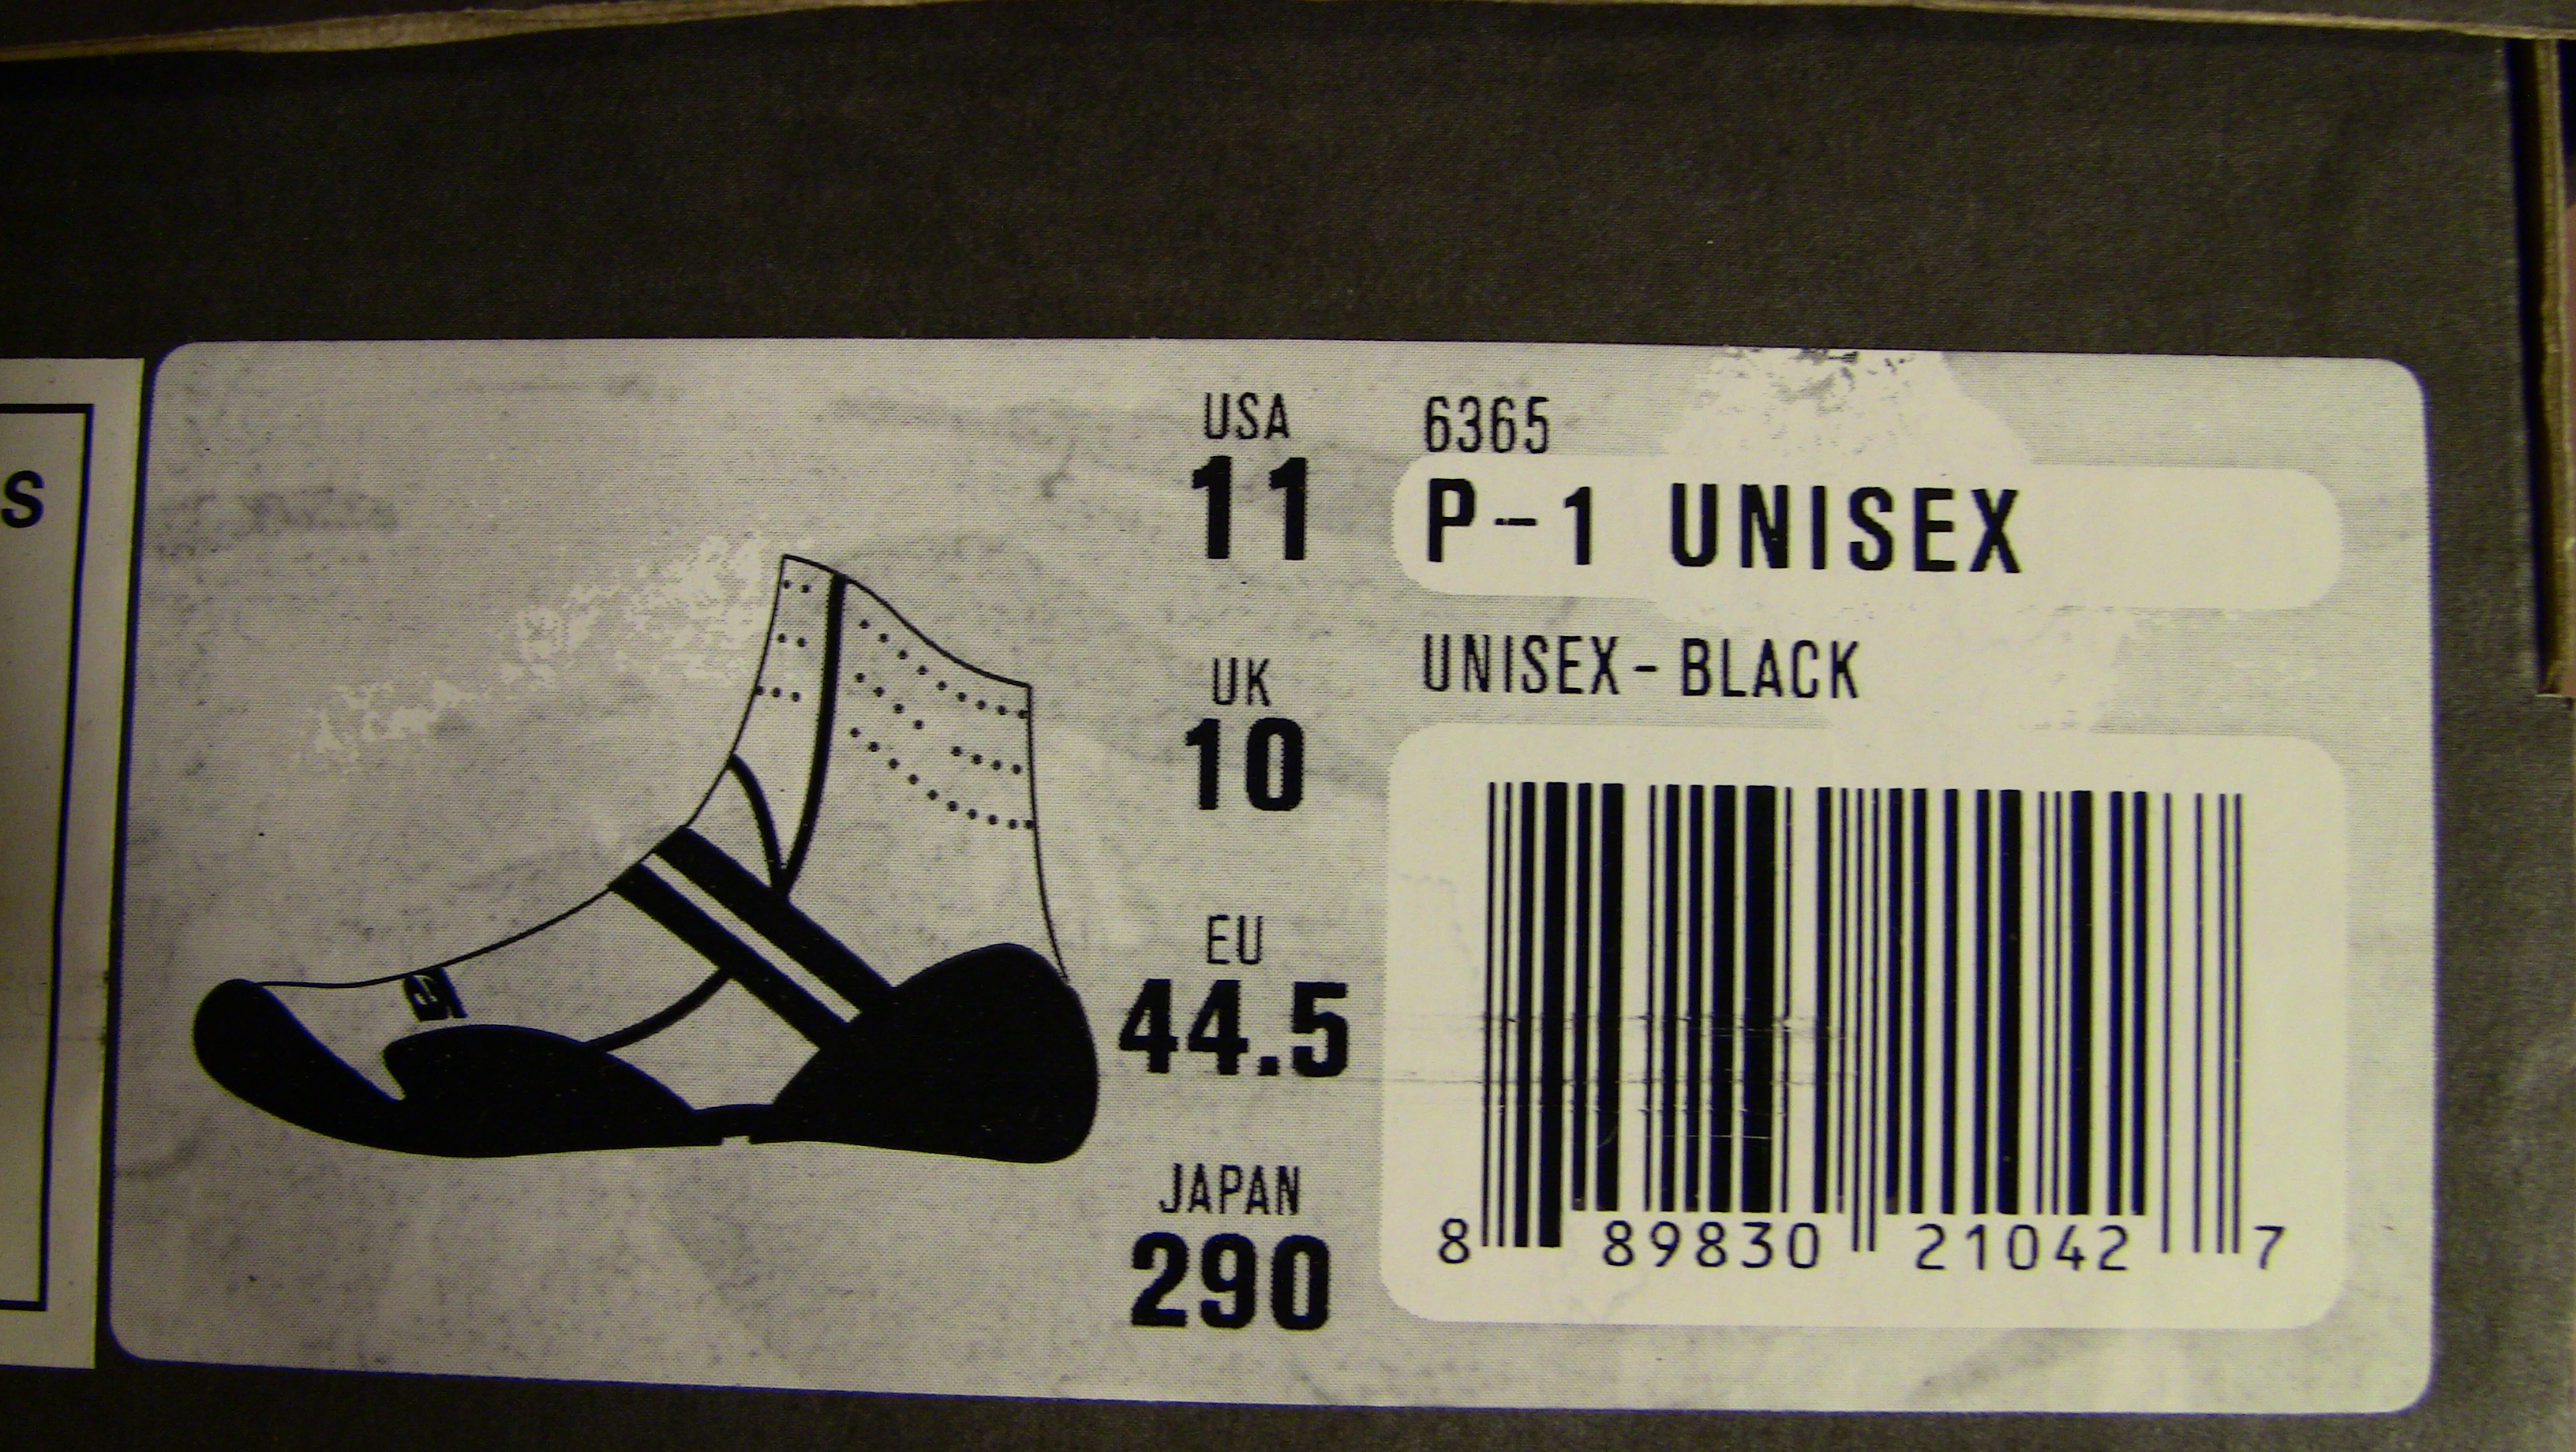 S
USA
11
UK
10
EU
44.5
JAPAN
290
6365
P-1 UNISEX
UNISEX-BLACK
8 89830 21042 7